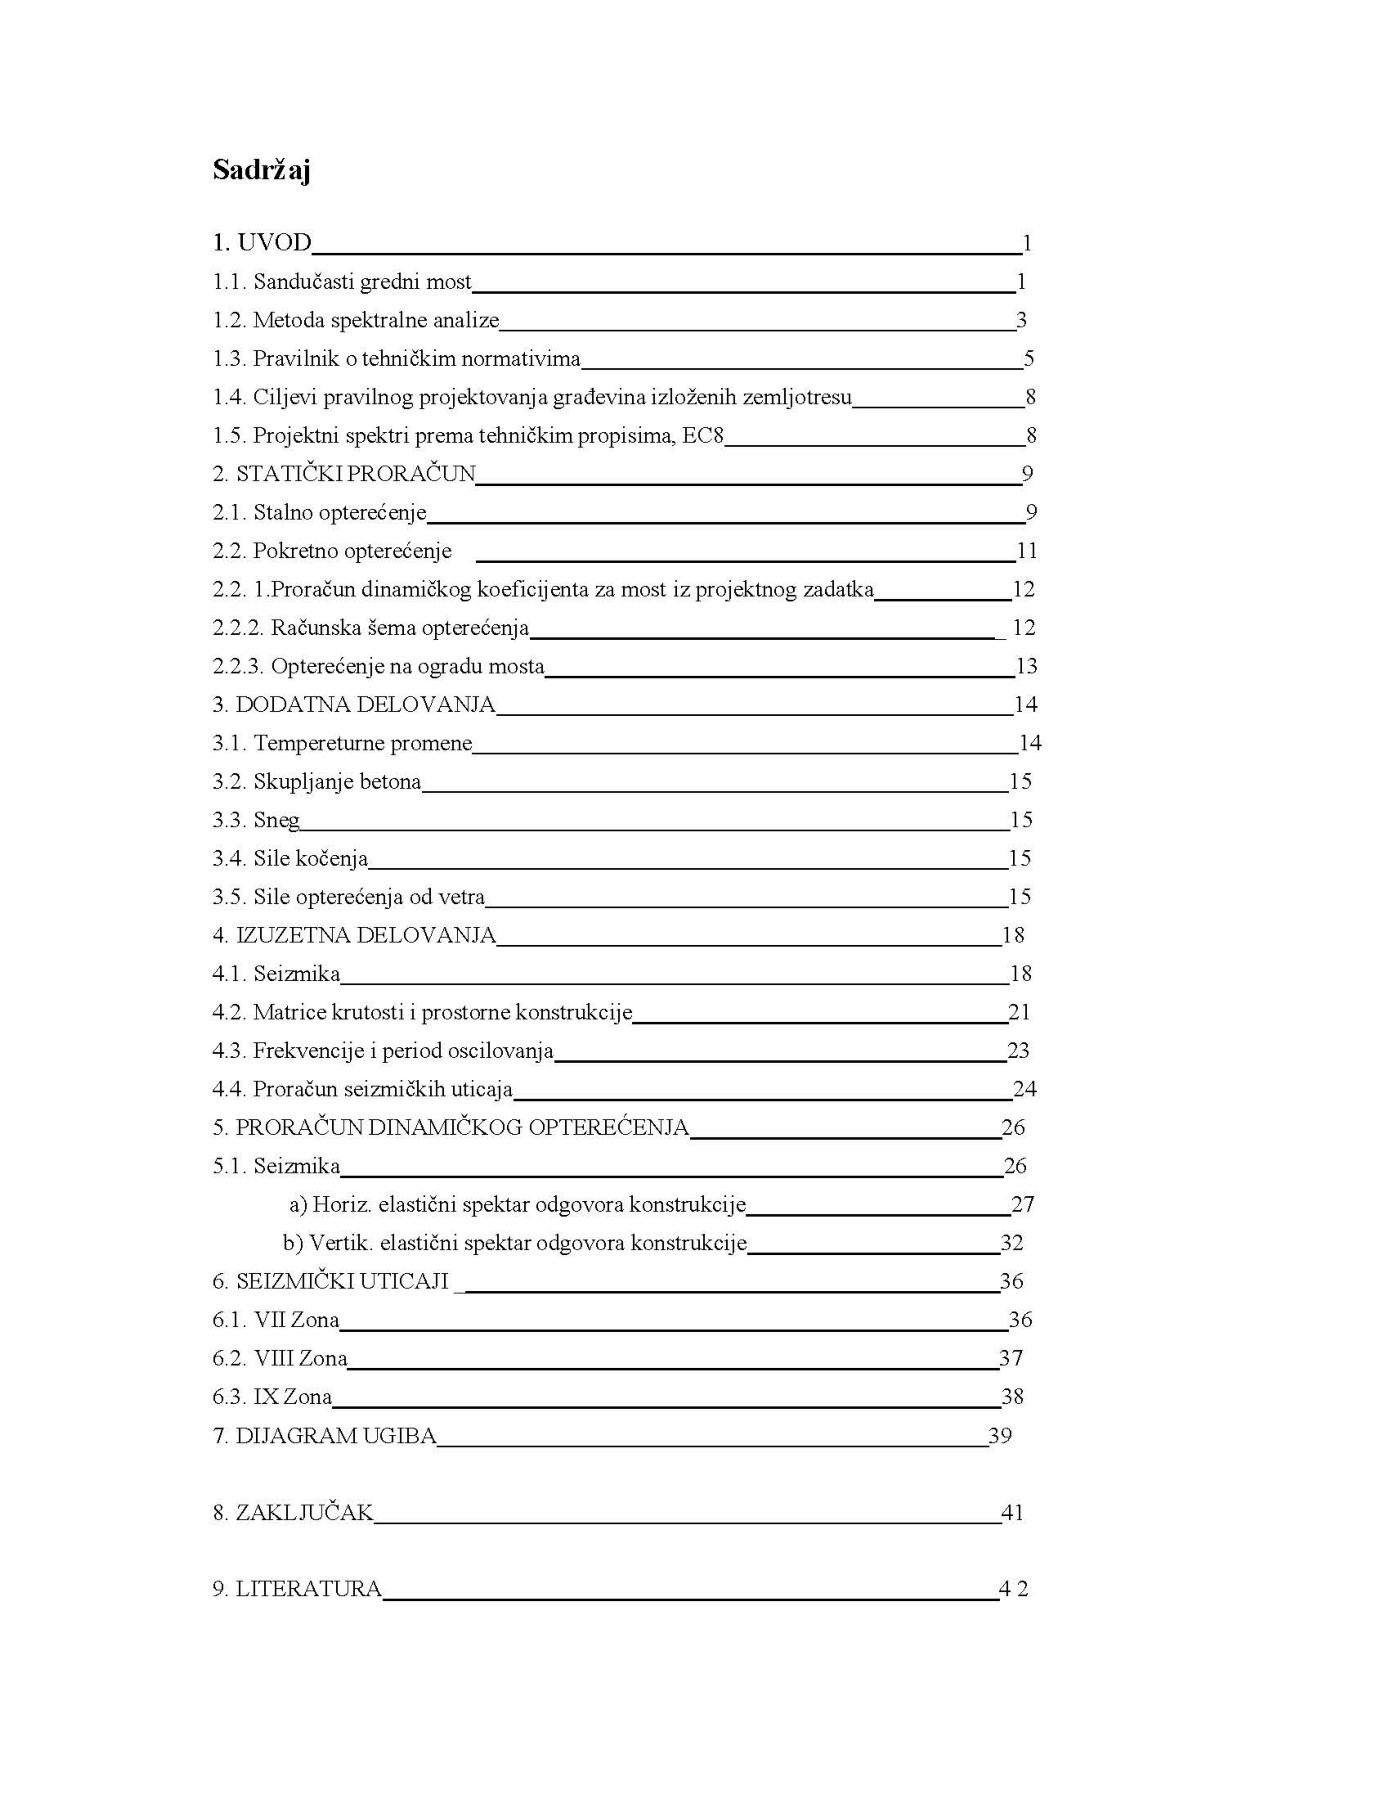 Sadržaj
1. UVOD 1
1.1. Sandučasti gredni most 1
1.2. Metoda spektralne analize 3
1.3. Pravilnik o tehničkim normativima 5
1.4. Ciljevi pravilnog projektovanja građevina izloženih zemljotresu 8
1.5. Projektni spektri prema tehničkim propisima, EC8 8
2. STATIČKI PRORAČUN 9
2.1. Stalno opterećenje 9
2.2. Pokretno opterećenje 11
2.2. 1.Proračun dinamičkog koeficijenta za most iz projektnog zadatka 12
2.2.2. Računska šema opterećenja 12
2.2.3. Opterećenje na ogradu mosta 13
3. DODATNA DELOVANJA 14
3.1. Tempereturne promene 14
3.2. Skupljanje betona 15
3.3. Sneg 15
3.4. Sile kočenja 15
3.5. Sile opterećenja od vetra 15
4. IZUZETNA DELOVANJA 18
4.1. Seizmika 18
4.2. Matrice krutosti i prostorne konstrukcije 21
4.3. Frekvencije i period oscilovanja 23
4.4. Proračun seizmičkih uticaja 24
5. PRORAČUN DINAMIČKOG OPTEREĆENJA 26
5.1. Seizmika 26
a) Horiz. elastični spektar odgovora konstrukcije 27
b) Vertik. elastični spektar odgovora konstrukcije 32
6. SEIZMIČKI UTICAJI 36
6.1. VII Zona 36
6.2. VIII Zona 37
6.3. IX Zona 38
7. DIJAGRAM UGIBA 39
8. ZAKLJUČAK 41
9. LITERATURA 4 2